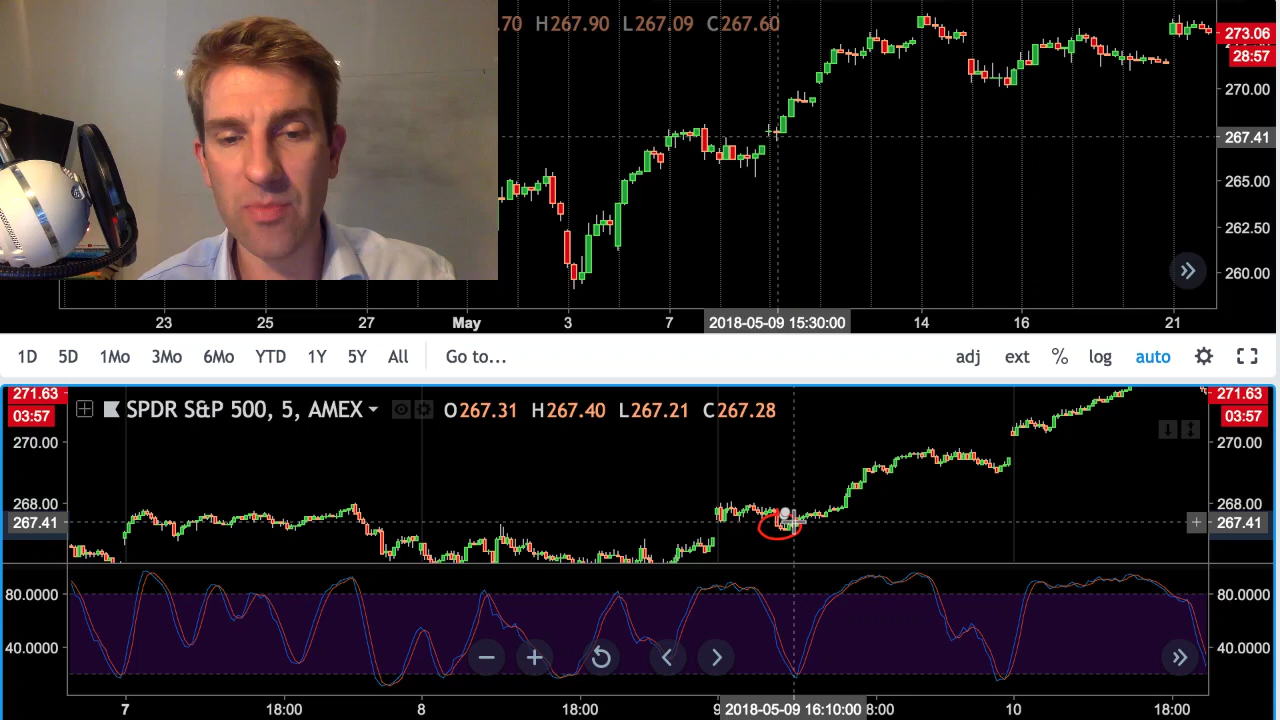 .70 H267.90 L267.09 C267.60
273.06
28:57
270.00
267.41
265.00
262.50
260.00
23 25 27 May 3 7 2018-05-09 15:30:00 14 16 21
1D 5D 1Mo 3Mo 6Mo YTD 1Y 5Y All Go to... adj ext % log auto
271.63 SPDR S&P 500, 5, AMEX O267.31 H267.40 L267.21 C267.28 271.63
03:57 03:57
270.00 270.00
268.00 268.00
267.41 267.41
80.0000 80.0000
40.0000 40.0000
7 18:00 8 18:00 9 2018-05-09 16:10:00 8:00 10 18:00